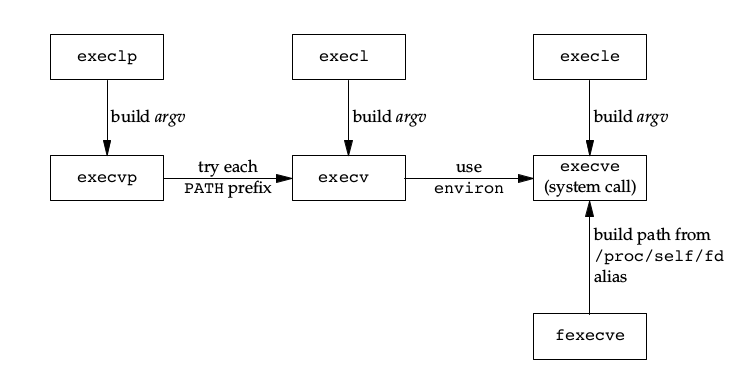 execlp
execl
execle
build argv
build argv
build argv
execvp
try each
PATH prefix
execv
use
environ
execve
(system call)
build path from
/proc/self/fd
alias
fexecve